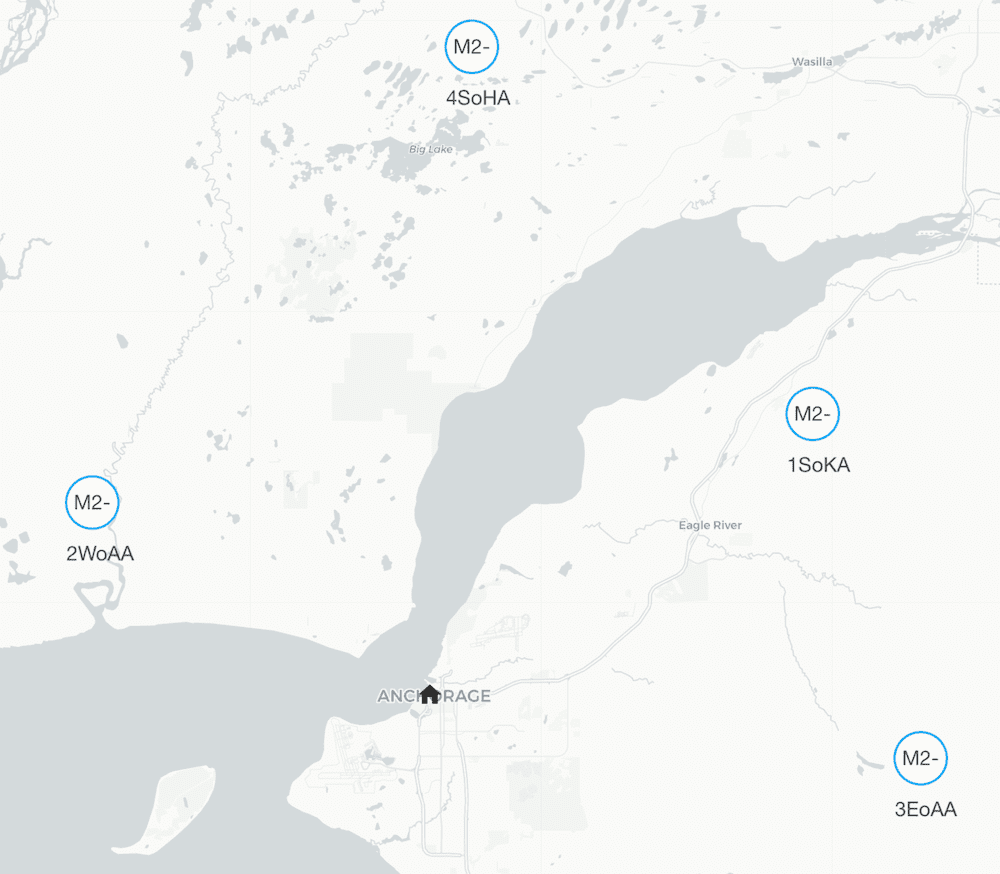 M2-
4SoHA
Wasilla
Big Lake
M2-
1SoKA
M2-
2WoAA
Eagle River
ANCHORAGE
M2-
3EoAA